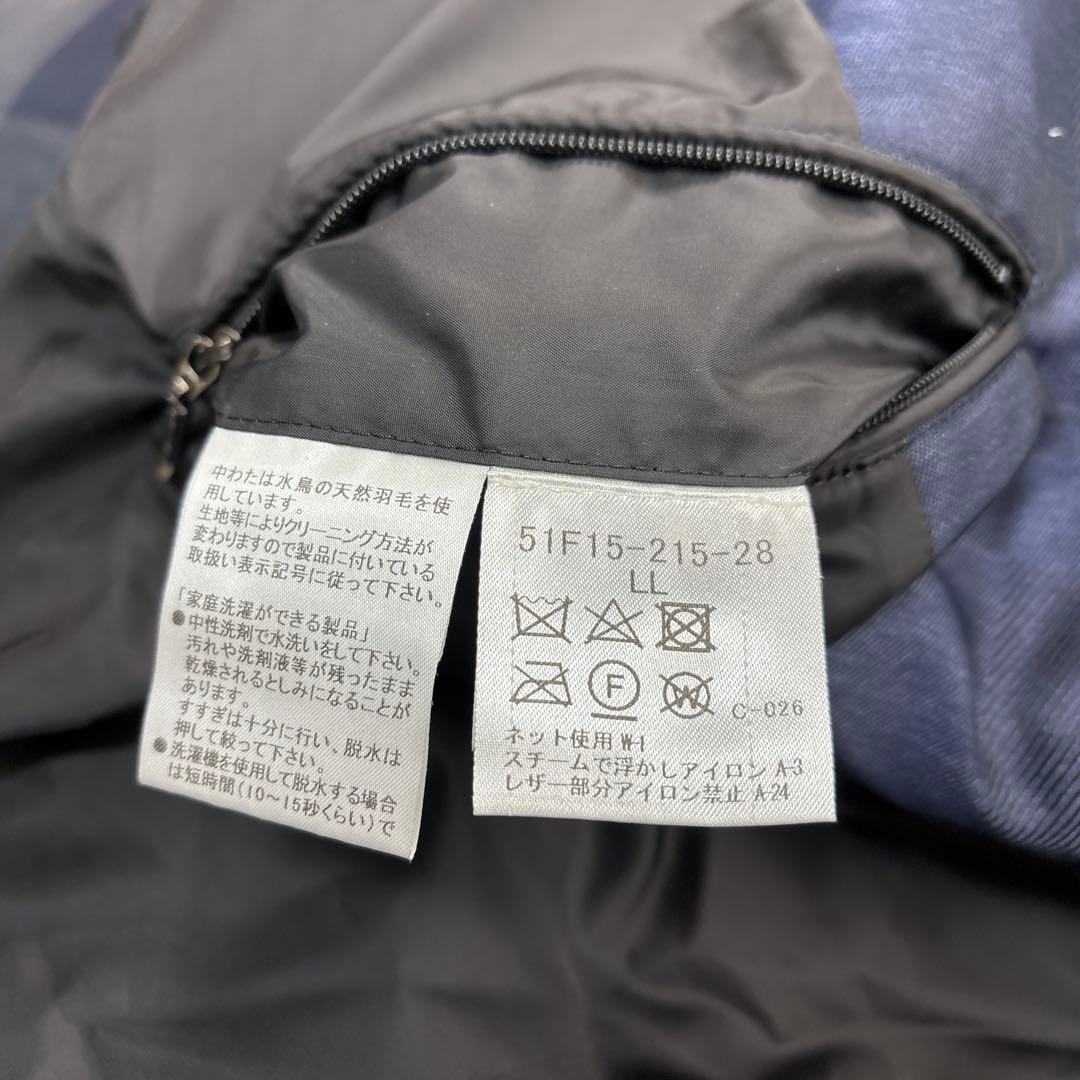 中わたは水鳥の天然羽毛を使
用しています。
生地等によりクリーニング方法が
変わりますので製品に付いている
取扱い表示記号に従って下さい。
「家庭洗濯ができる製品」
●中性洗剤で水洗いをして下さい。
汚れや洗剤液等が残ったまま
乾燥されるとしみになることが
あります。
すすぎは十分に行い、脱水は
押して絞って下さい。
●洗濯機を使用して脱水する場合
は短時間(10〜15秒くらい)で
51F15-215-28
LL
F
W
C-026
ネット使用 W-1
スチームで浮かしアイロン A-3
レザー部分アイロン禁止 A-24